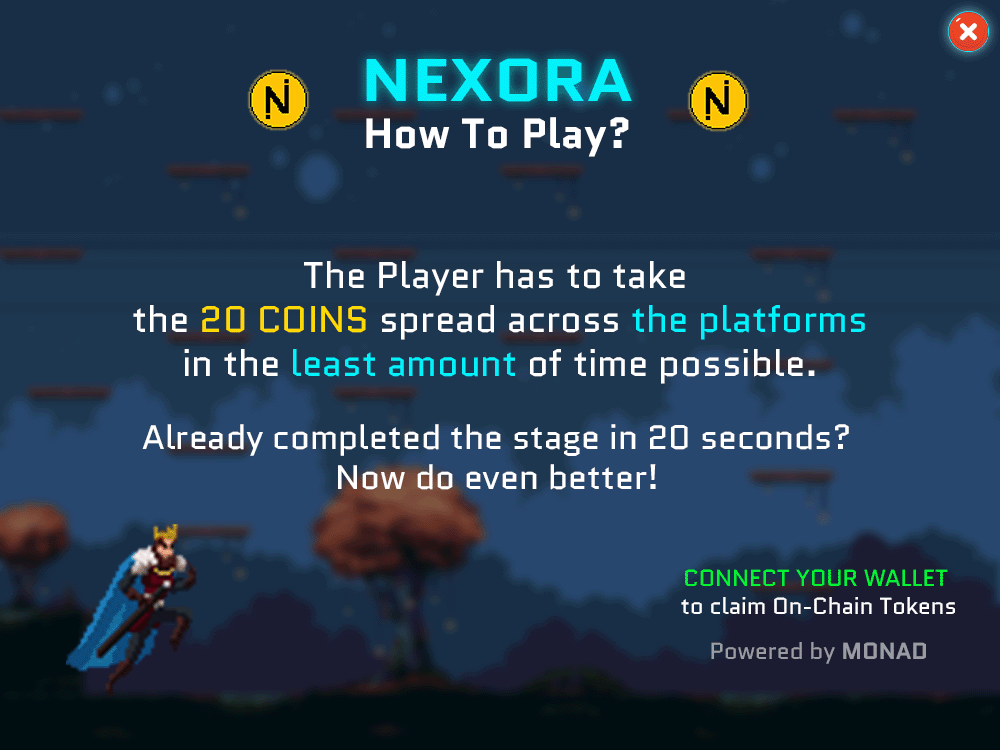 NEXORA
How To Play?
The Player has to take
the 20 COINS spread across the platforms
in the least amount of time possible.
Already completed the stage in 20 seconds?
Now do even better!
CONNECT YOUR WALLET
to claim On-Chain Tokens
Powered by MONAD